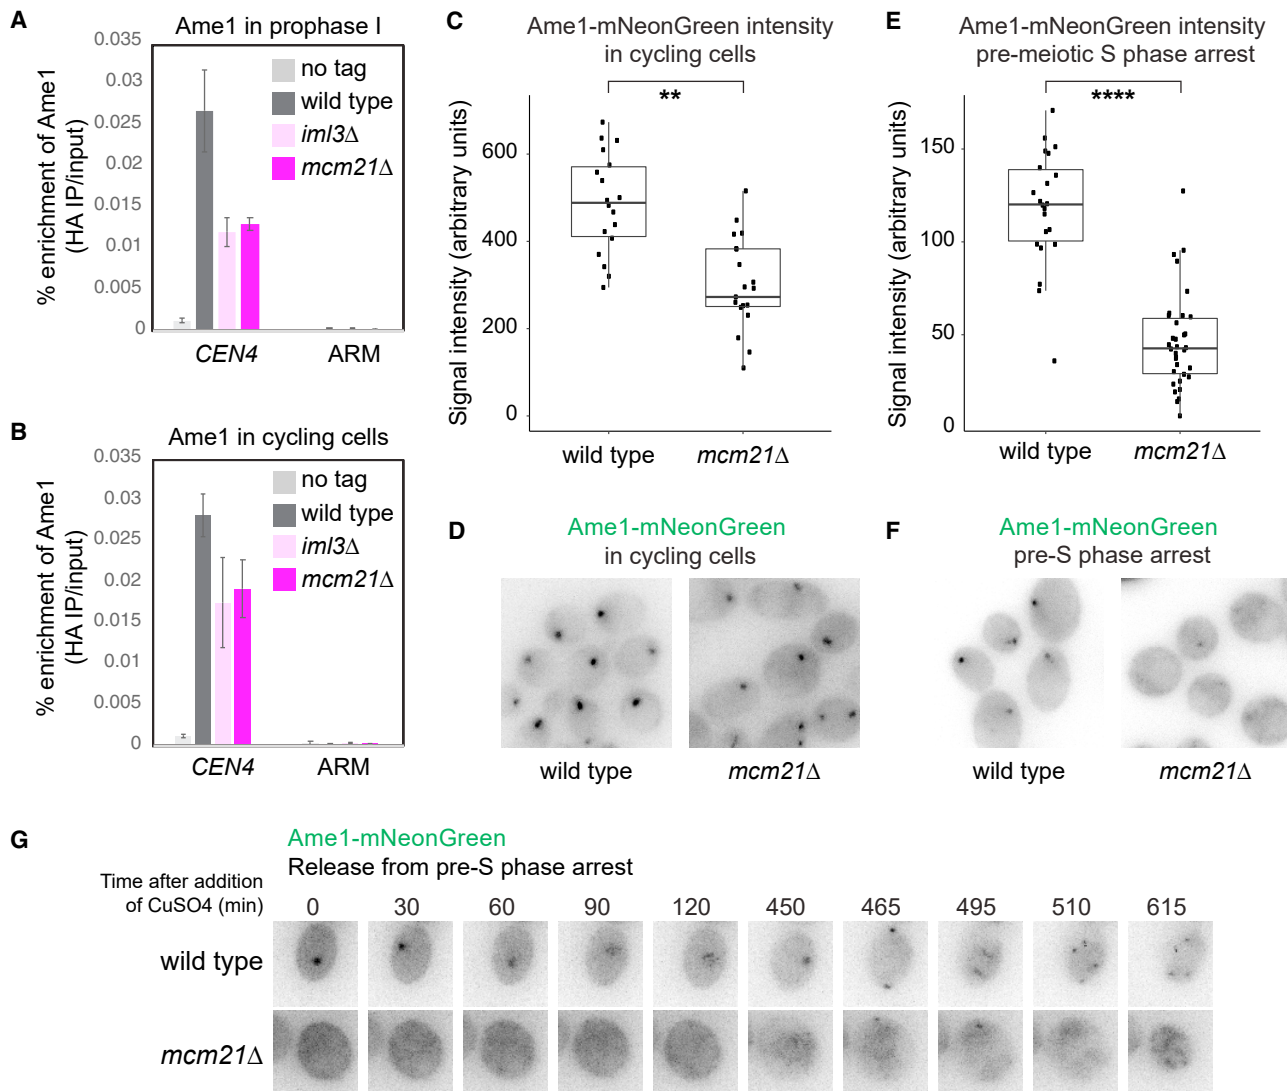 A
Ame1 in prophase I
% enrichment of Ame1
(HA IP/input)
0.035
0.03
0.025
0.02
0.015
0.01
0.005
0
no tag
wild type
iml3Δ
mcm21Δ
CEN4
ARM
B
Ame1 in cycling cells
% enrichment of Ame1
(HA IP/input)
0.035
0.03
0.025
0.02
0.015
0.01
0.005
0
no tag
wild type
iml3Δ
mcm21Δ
CEN4
ARM
C
Ame1-mNeonGreen intensity
in cycling cells
**
Signal intensity (arbitrary units)
600
400
200
0
wild type
mcm21Δ
D
Ame1-mNeonGreen
in cycling cells
wild type
mcm21Δ
E
Ame1-mNeonGreen intensity
pre-meiotic S phase arrest
****
Signal intensity (arbitrary units)
150
100
50
0
wild type
mcm21Δ
F
Ame1-mNeonGreen
pre-S phase arrest
wild type
mcm21Δ
G
Ame1-mNeonGreen
Release from pre-S phase arrest
Time after addition
of CuSO4 (min)
0 30 60 90 120 450 465 495 510 615
wild type
mcm21Δ